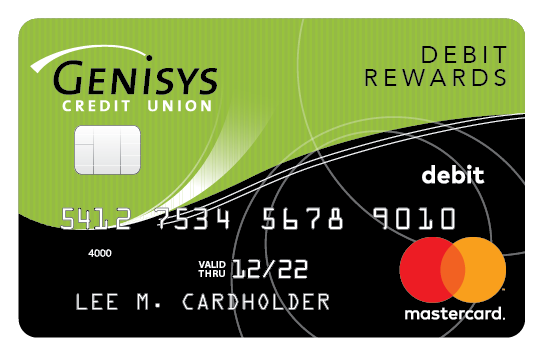 GENISYS
CREDIT UNION
DEBIT
REWARDS
debit
5412 7534 5678 9010
4000
VALID
THRU 12/22
LEE M. CARDHOLDER
mastercard.